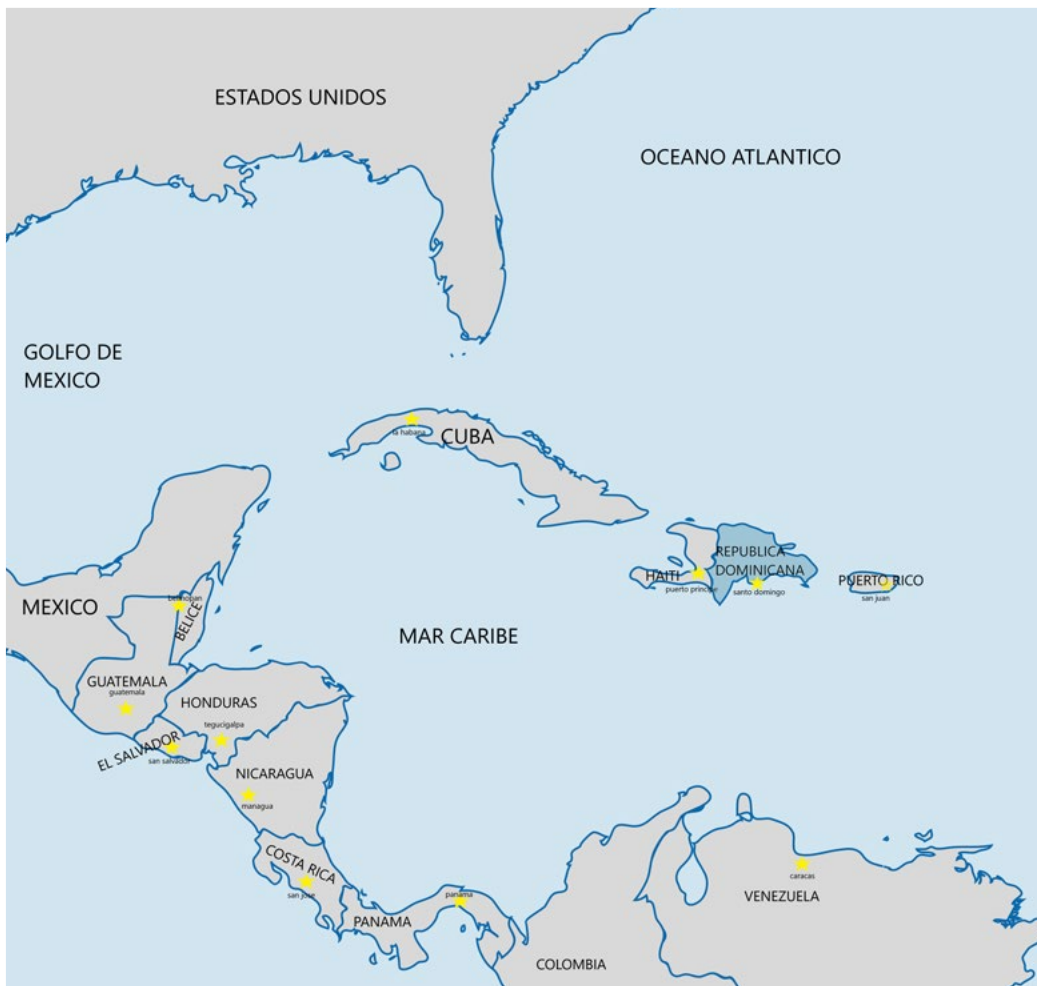 ESTADOS UNIDOS
OCEANO ATLANTICO
GOLFO DE
MEXICO
la habana
CUBA
REPUBLICA
DOMINICANA
HAITI
puerto principe
santo domingo
PUERTO RICO
san juan
MEXICO
belmopan
BELICE
MAR CARIBE
GUATEMALA
guatemala
HONDURAS
tegucigalpa
EL SALVADOR
san salvador
NICARAGUA
managua
COSTA RICA
san jose
PANAMA
panama
caracas
VENEZUELA
COLOMBIA